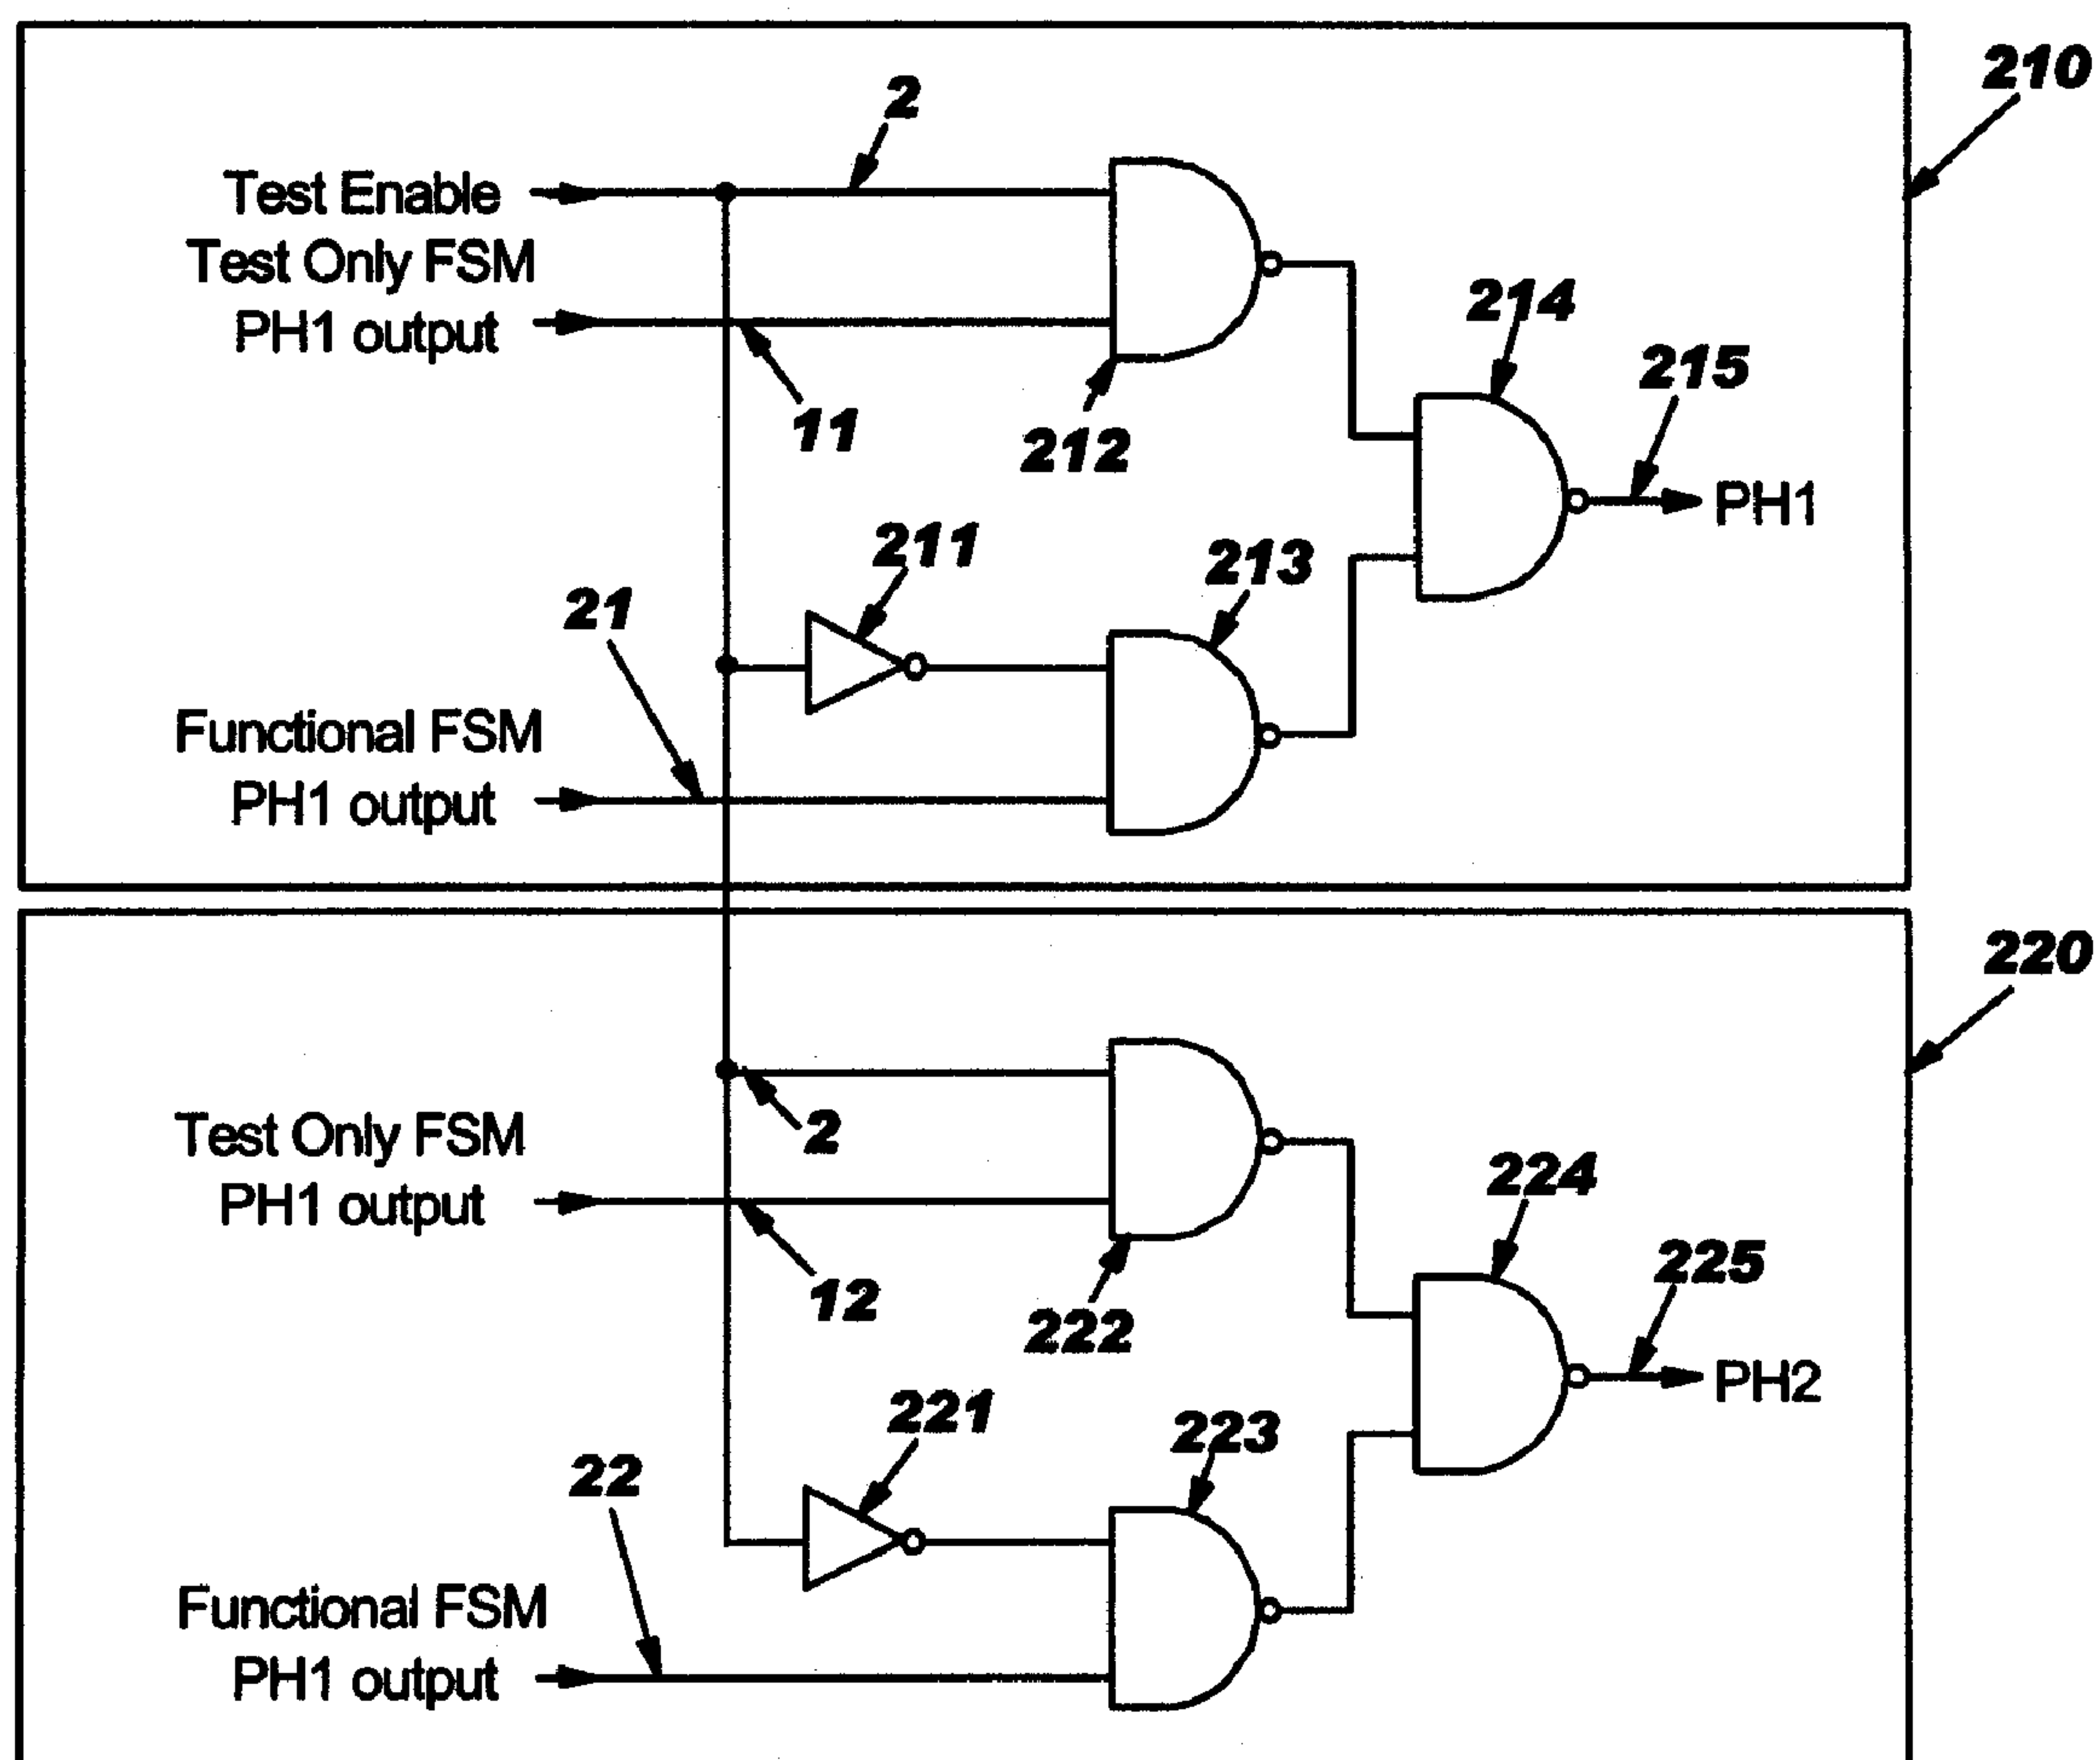 210
2
Test Enable
Test Only FSM
PH1 output
11
212
214
215
PH1
211
213
21
Functional FSM
PH1 output
220
2
Test Only FSM
PH1 output
12
222
224
225
PH2
221
223
22
Functional FSM
PH1 output